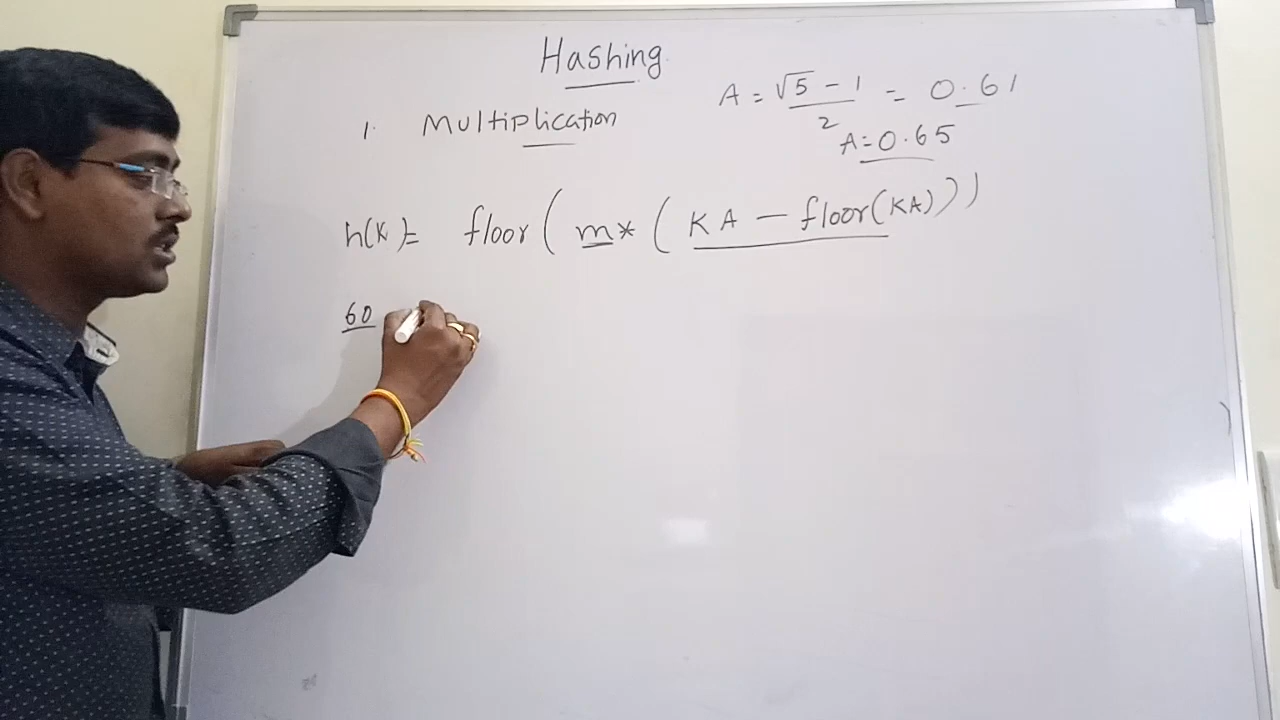 Hashing
A = √5 - 1 / 2 = 0.61
1. Multiplication
A=0.65
h(K)= floor ( m* ( KA - floor(KA) ) )
60